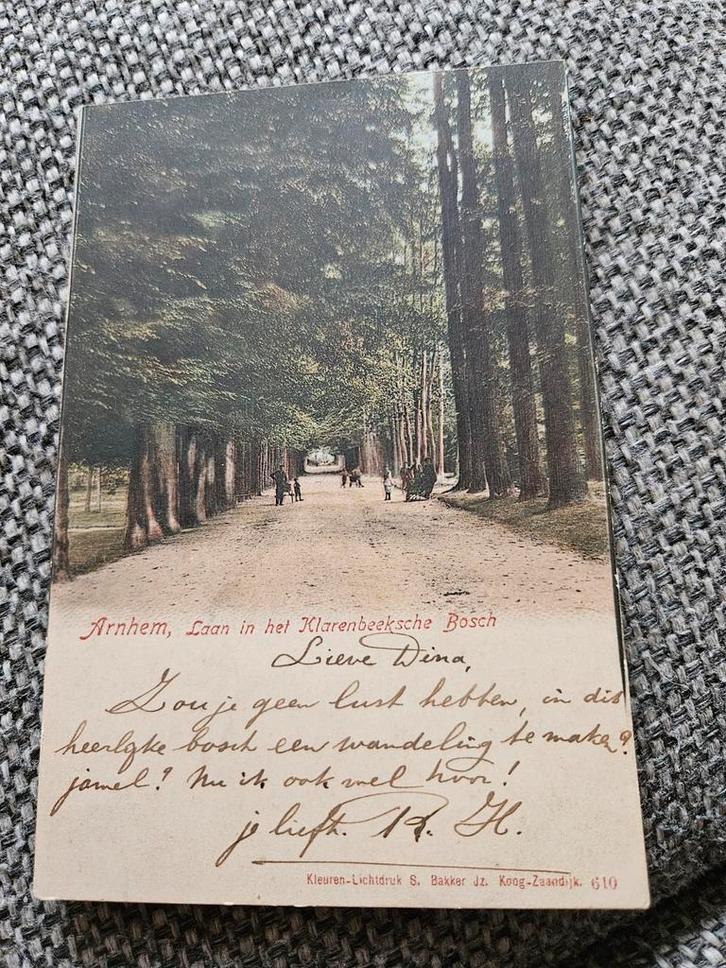 Arnhem, Laan in het Klarenbeeksche Bosch
Lieve Dina,
Zou je geen lust hebben, in dit
heerlijke bosch een wandeling te maken?
jawel? Nu ik ook wel hoor!
je liefh. R. H.
Kleuren-Lichtdruk S. Bakker Jz. Koog-Zaandijk. 610